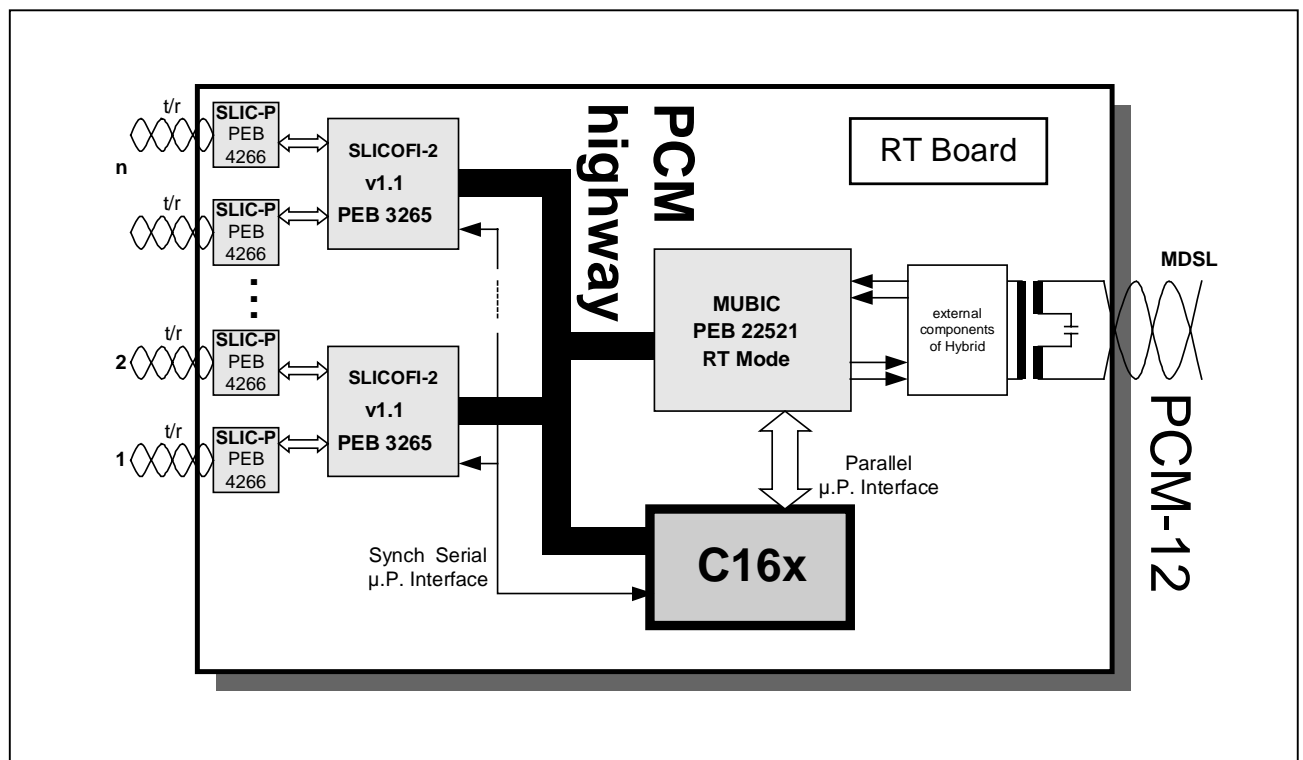 t/r
SLIC-P
PEB
4266
n
t/r
SLIC-P
PEB
4266
t/r
SLIC-P
PEB
4266
2
t/r
SLIC-P
PEB
4266
1
SLICOFI-2
v1.1
PEB 3265
SLICOFI-2
v1.1
PEB 3265
PCM
highway
RT Board
MUBIC
PEB 22521
RT Mode
external
components
of Hybrid
MDSL
PCM-12
Parallel
µ.P. Interface
Synch Serial
µ.P. Interface
C16x